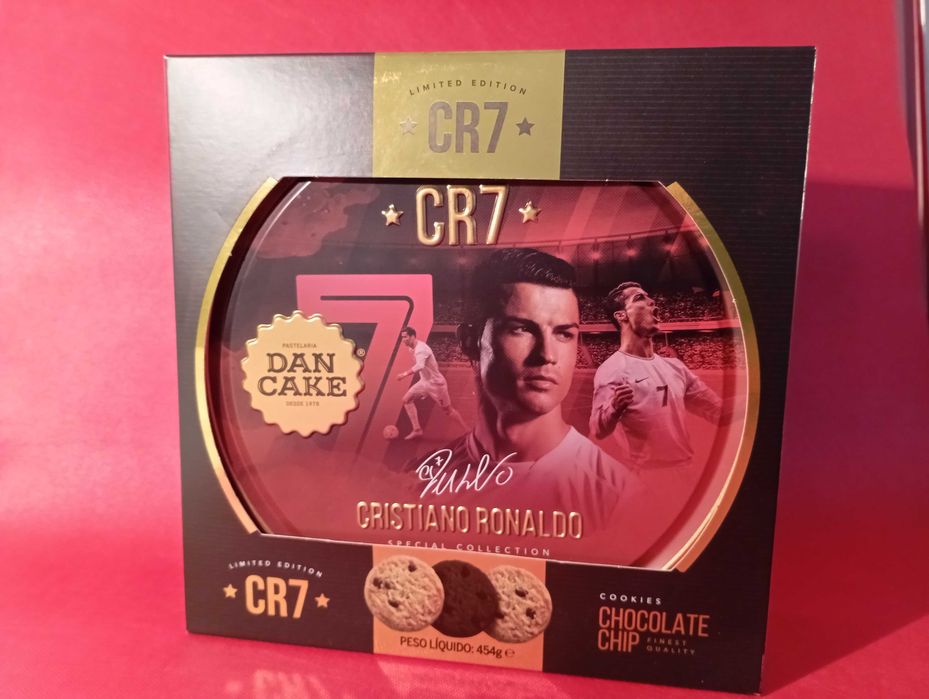 LIMITED EDITION
CR7
CR7
7
PASTELARIA
DAN
CAKE®
DESDE 1978
7
CRISTIANO RONALDO
SPECIAL COLLECTION
LIMITED EDITION
CR7
PESO LÍQUIDO: 454g ℮
COOKIES
CHOCOLATE
CHIP
FINEST
QUALITY